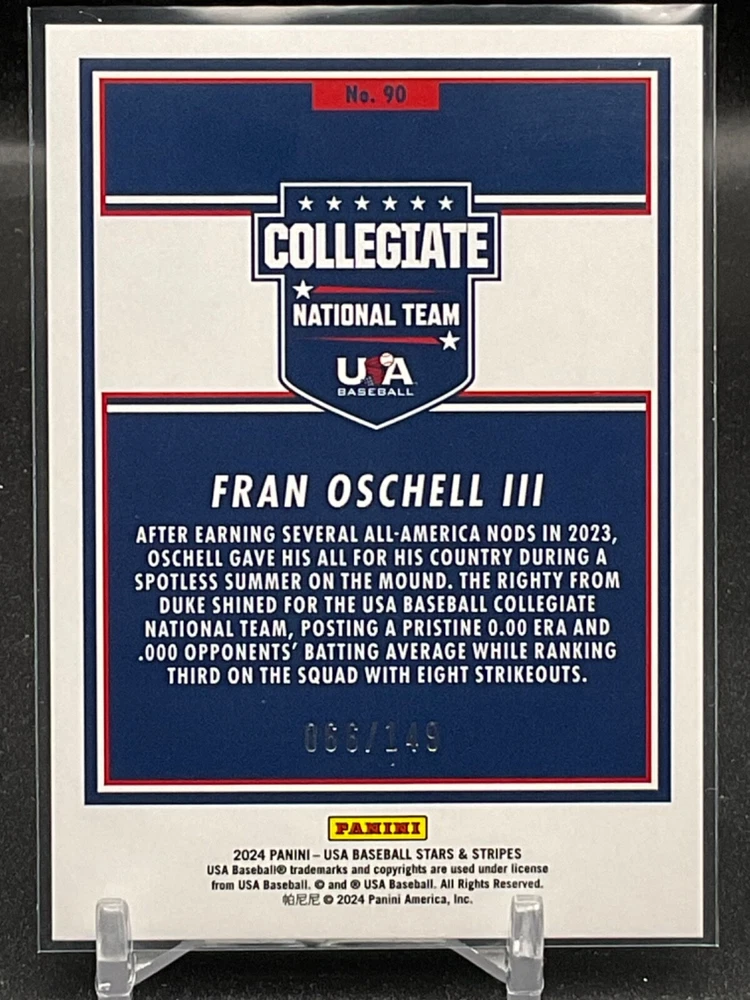 No. 90
COLLEGIATE
NATIONAL TEAM
USA
BASEBALL
FRAN OSCHELL III
AFTER EARNING SEVERAL ALL-AMERICA NODS IN 2023,
OSCHELL GAVE HIS ALL FOR HIS COUNTRY DURING A
SPOTLESS SUMMER ON THE MOUND. THE RIGHTY FROM
DUKE SHINED FOR THE USA BASEBALL COLLEGIATE
NATIONAL TEAM, POSTING A PRISTINE 0.00 ERA AND
.000 OPPONENTS' BATTING AVERAGE WHILE RANKING
THIRD ON THE SQUAD WITH EIGHT STRIKEOUTS.
PANINI
2024 PANINI – USA BASEBALL STARS & STRIPES
USA Baseball® trademarks and copyrights are used under license
from USA Baseball. © and ® USA Baseball. All Rights Reserved.
帕尼尼 © 2024 Panini America, Inc.